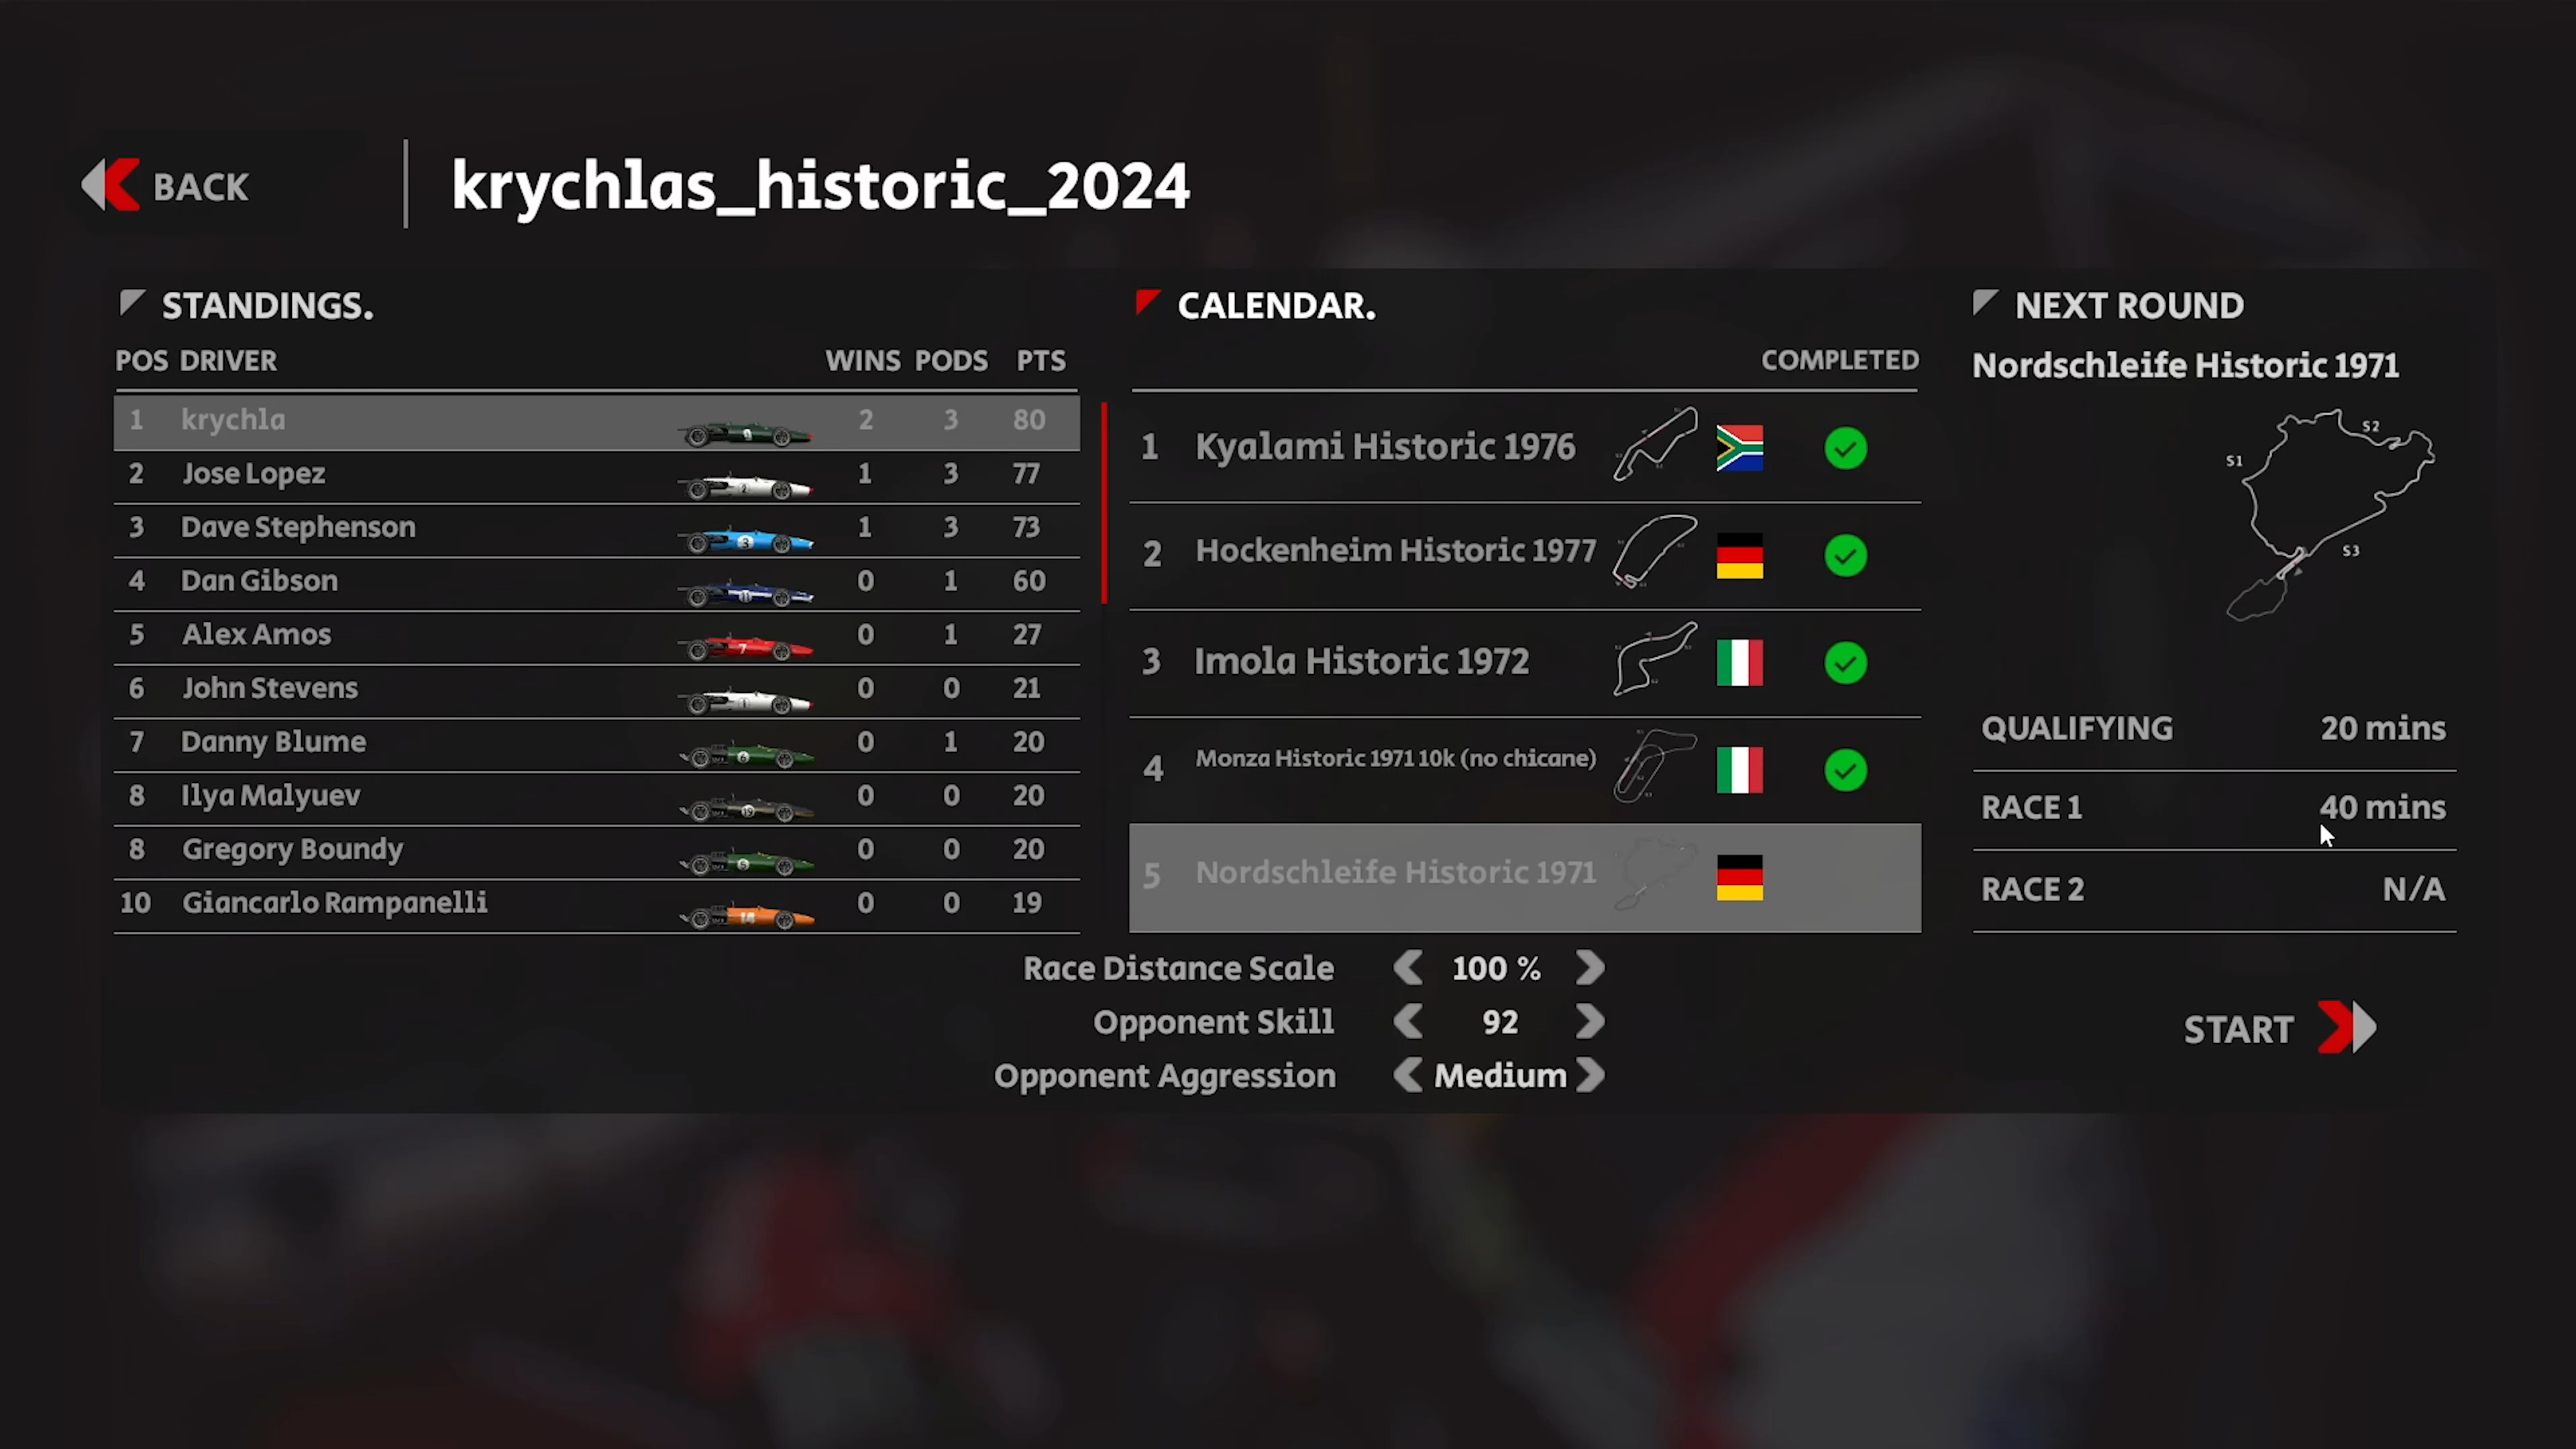 BACK
krychlas_historic_2024
STANDINGS.
POS DRIVER WINS PODS PTS
1 krychla 2 3 80
2 Jose Lopez 1 3 77
3 Dave Stephenson 1 3 73
4 Dan Gibson 0 1 60
5 Alex Amos 0 1 27
6 John Stevens 0 0 21
7 Danny Blume 0 1 20
8 Ilya Malyuev 0 0 20
8 Gregory Boundy 0 0 20
10 Giancarlo Rampanelli 0 0 19
CALENDAR.
COMPLETED
1 Kyalami Historic 1976
2 Hockenheim Historic 1977
3 Imola Historic 1972
4 Monza Historic 1971 10k (no chicane)
5 Nordschleife Historic 1971
NEXT ROUND
Nordschleife Historic 1971
S2
S1
S3
QUALIFYING 20 mins
RACE 1 40 mins
RACE 2 N/A
Race Distance Scale 100 %
Opponent Skill 92
Opponent Aggression Medium
START